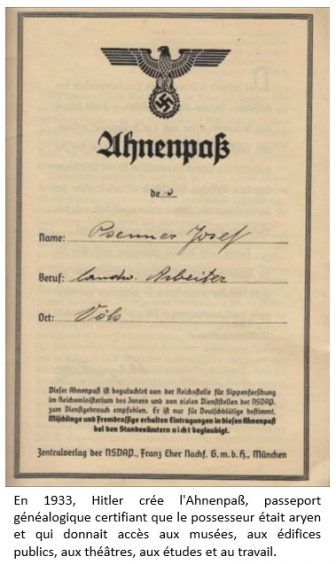 Ahnenpaß
des
Name: Psenner Josef
Beruf: landw. Arbeiter
Ort: Völs
Dieser Ahnenpaß ist begutachtet von der Reichsstelle für Sippenforschung
im Reichsministerium des Innern und von vielen Dienststellen der NSDAP.
zum Dienstgebrauch empfohlen. Er ist nur für Deutschblütige bestimmt.
Mischlinge und Fremdrassige erhalten Eintragungen in diesen Ahnenpaß
bei den Standesämtern nicht beglaubigt.
Zentralverlag der NSDAP., Franz Eher Nachf. G.m.b.H., München
En 1933, Hitler crée l'Ahnenpaß, passeport
généalogique certifiant que le possesseur était aryen
et qui donnait accès aux musées, aux édifices
publics, aux théâtres, aux études et au travail.